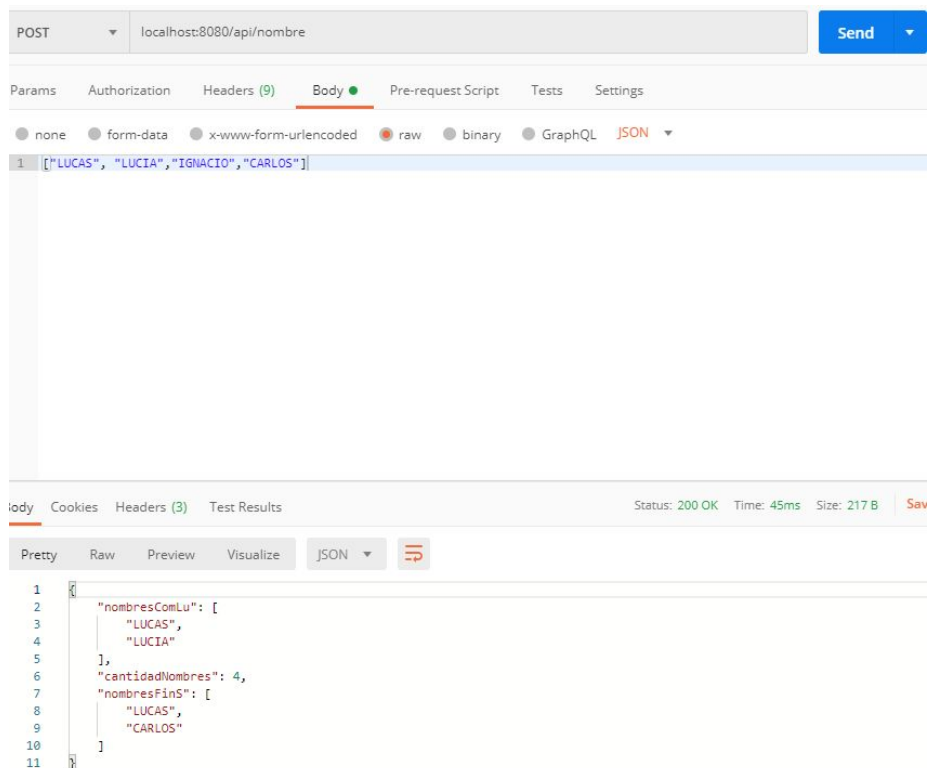 POST localhost:8080/api/nombre Send
Params Authorization Headers (9) Body Pre-request Script Tests Settings
none form-data x-www-form-urlencoded raw binary GraphQL JSON
1 ["LUCAS", "LUCIA","IGNACIO","CARLOS"]
Body Cookies Headers (3) Test Results Status: 200 OK Time: 45ms Size: 217 B Sav
Pretty Raw Preview Visualize JSON
1 {
2 "nombresComLu": [
3 "LUCAS",
4 "LUCIA"
5 ],
6 "cantidadNombres": 4,
7 "nombresFinS": [
8 "LUCAS",
9 "CARLOS"
10 ]
11 }